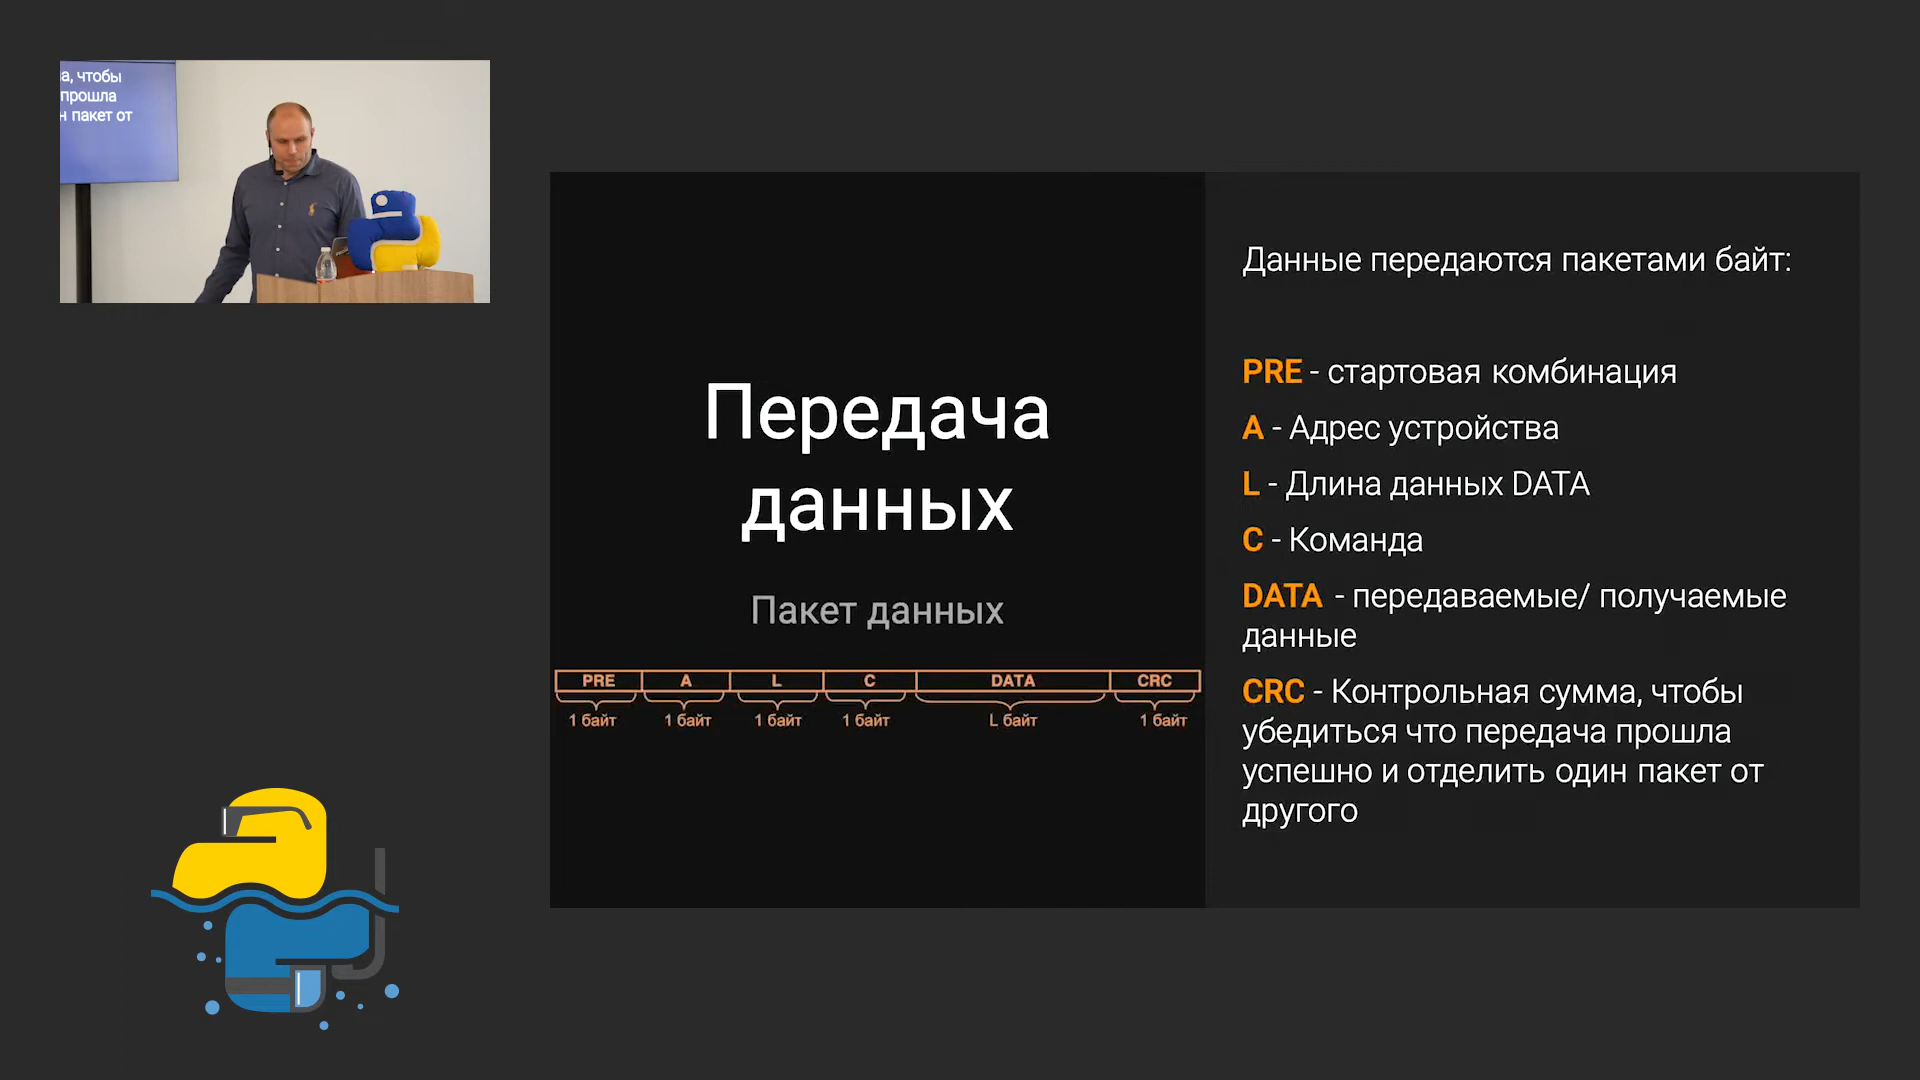 а, чтобы
прошла
н пакет от
Передача
данных
Пакет данных
PRE A L C DATA CRC
1 байт 1 байт 1 байт 1 байт L байт 1 байт
Данные передаются пакетами байт:
PRE - стартовая комбинация
A - Адрес устройства
L - Длина данных DATA
C - Команда
DATA - передаваемые/ получаемые
данные
CRC - Контрольная сумма, чтобы
убедиться что передача прошла
успешно и отделить один пакет от
другого